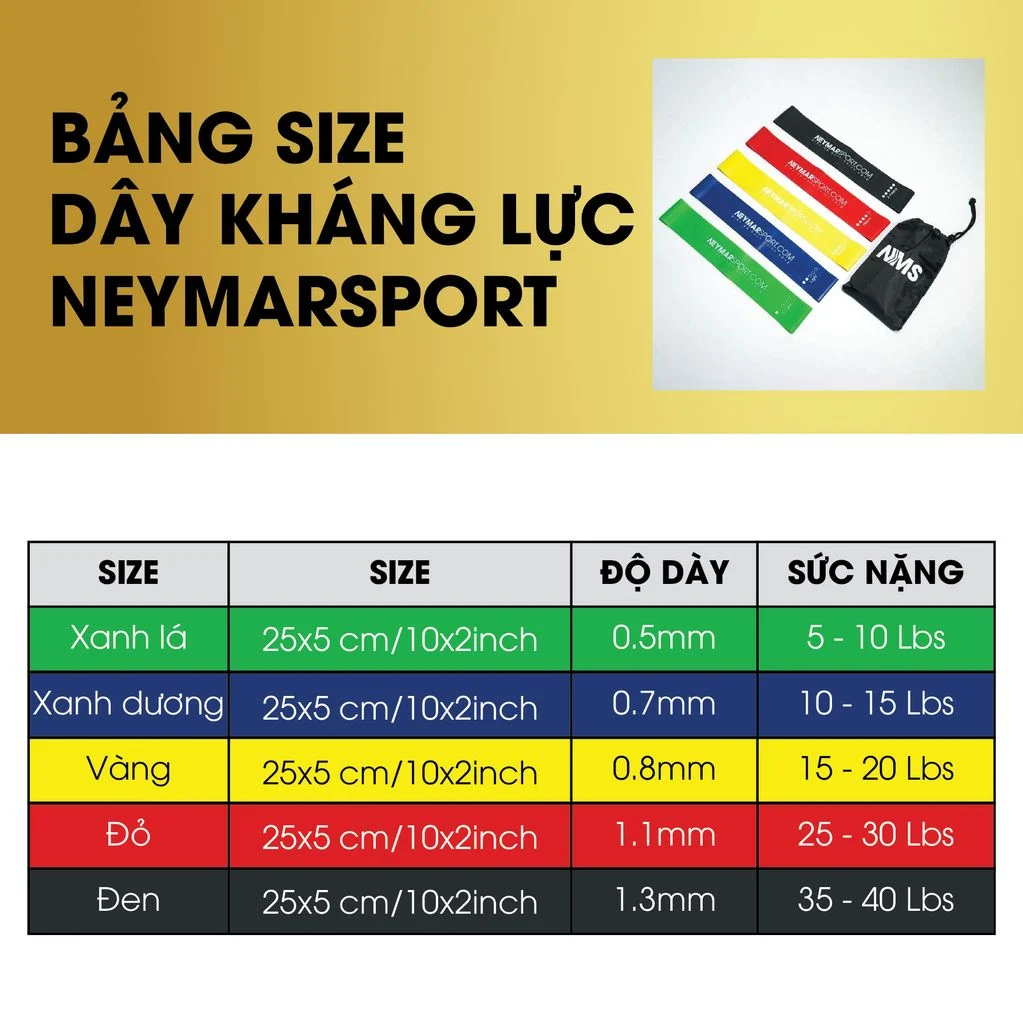 BẢNG SIZE
DÂY KHÁNG LỰC
NEYMARSPORT
NEYMARSPORT.COM
NEYMARSPORT.COM
NEYMARSPORT.COM
NEYMARSPORT.COM
NEYMARSPORT.COM
NMS
SIZE SIZE ĐỘ DÀY SỨC NẶNG
Xanh lá 25x5 cm/10x2inch 0.5mm 5 - 10 Lbs
Xanh dương 25x5 cm/10x2inch 0.7mm 10 - 15 Lbs
Vàng 25x5 cm/10x2inch 0.8mm 15 - 20 Lbs
Đỏ 25x5 cm/10x2inch 1.1mm 25 - 30 Lbs
Đen 25x5 cm/10x2inch 1.3mm 35 - 40 Lbs